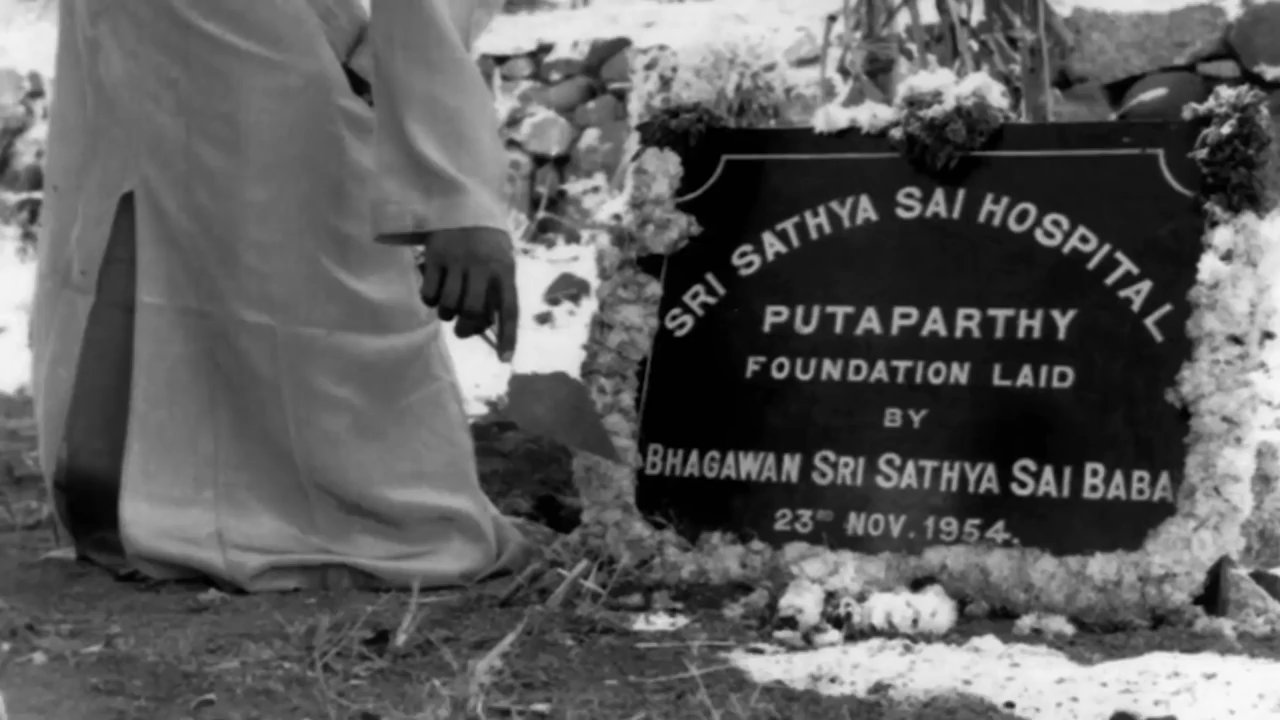 SRI SATHYA SAI HOSPITAL
PUTAPARTHY
FOUNDATION LAID
BY
BHAGAWAN SRI SATHYA SAI BABA
23RD NOV. 1954.